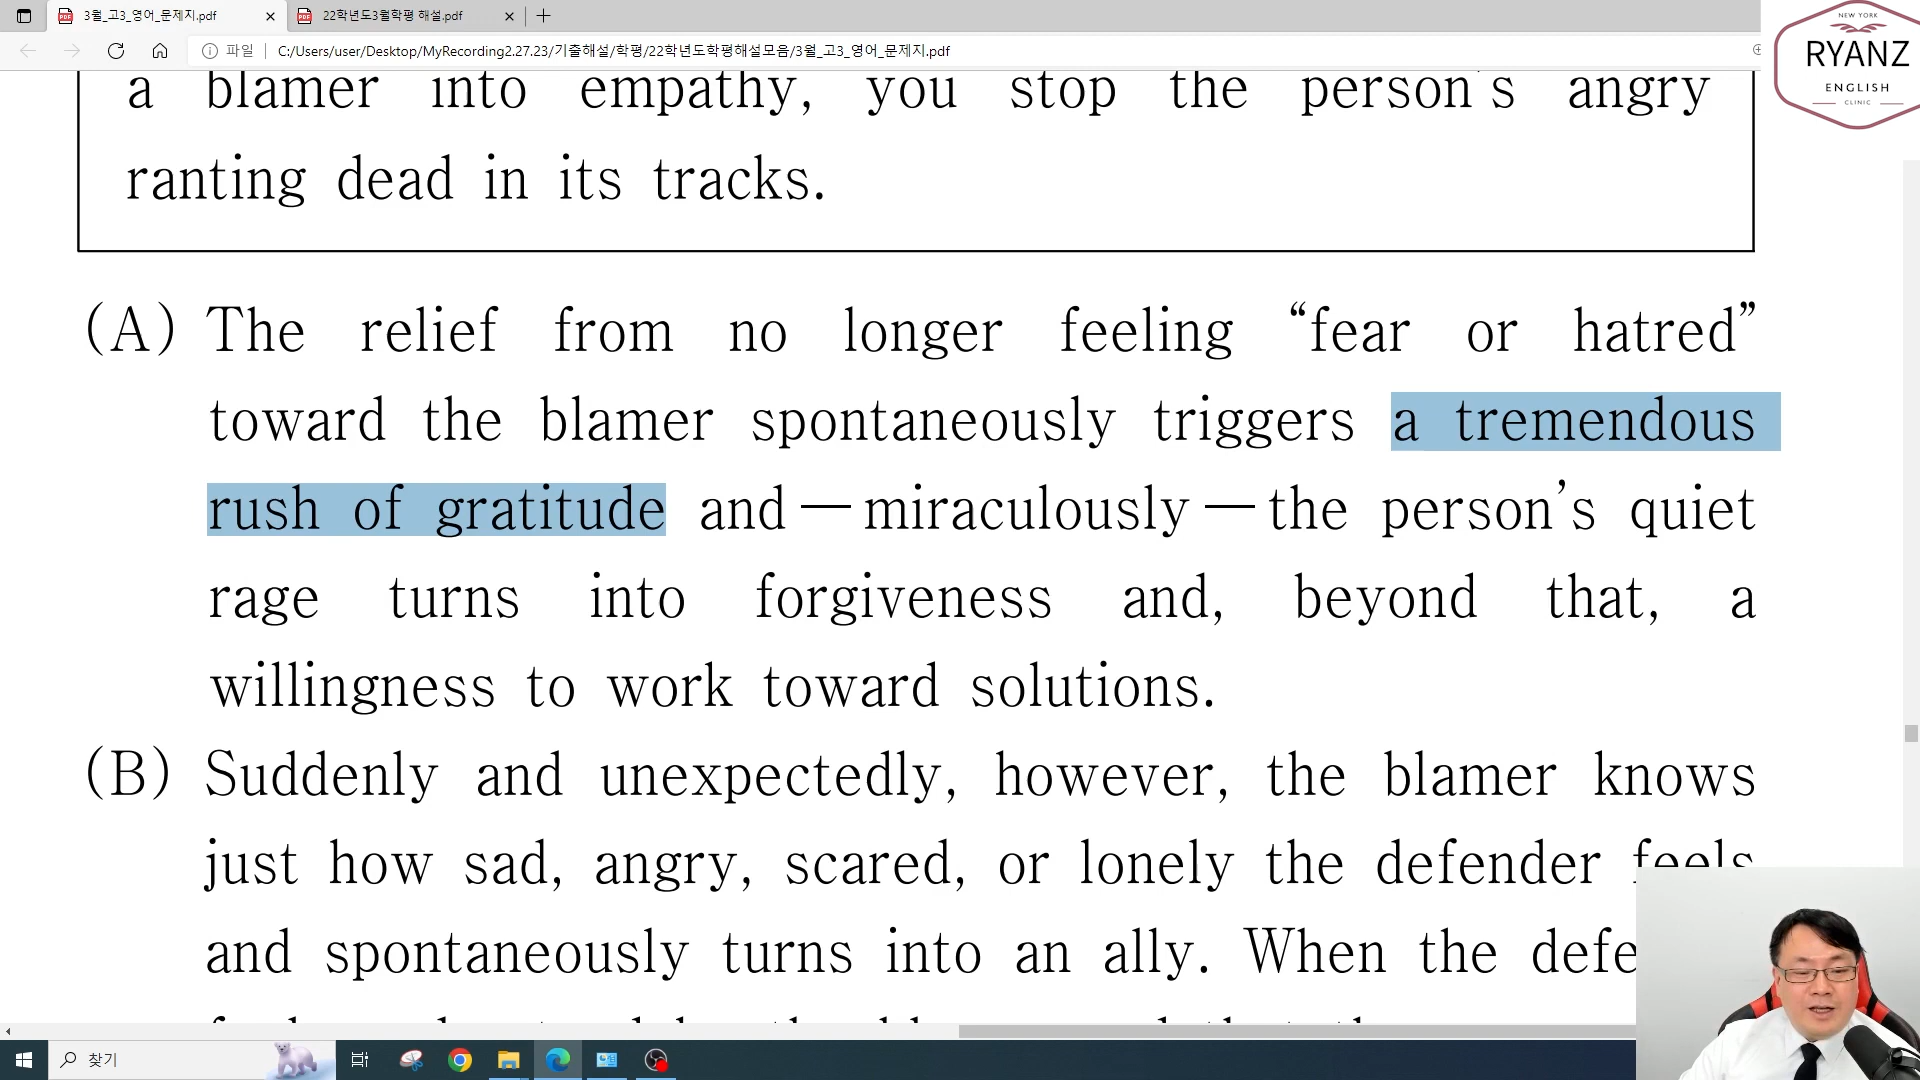 3월_고3_영어_문제지.pdf
22학년도3월학평 해설.pdf
파일
C:/Users/user/Desktop/MyRecording2.27.23/기출해설/학평/22학년도학평해설모음/3월_고3_영어_문제지.pdf
NEW YORK
RYANZ
ENGLISH
CLINIC
a blamer into empathy, you stop the person's angry
ranting dead in its tracks.
(A) The relief from no longer feeling “fear or hatred”
toward the blamer spontaneously triggers a tremendous
rush of gratitude and—miraculously—the person’s quiet
rage turns into forgiveness and, beyond that, a
willingness to work toward solutions.
(B) Suddenly and unexpectedly, however, the blamer knows
just how sad, angry, scared, or lonely the defender feels
and spontaneously turns into an ally. When the
찾기